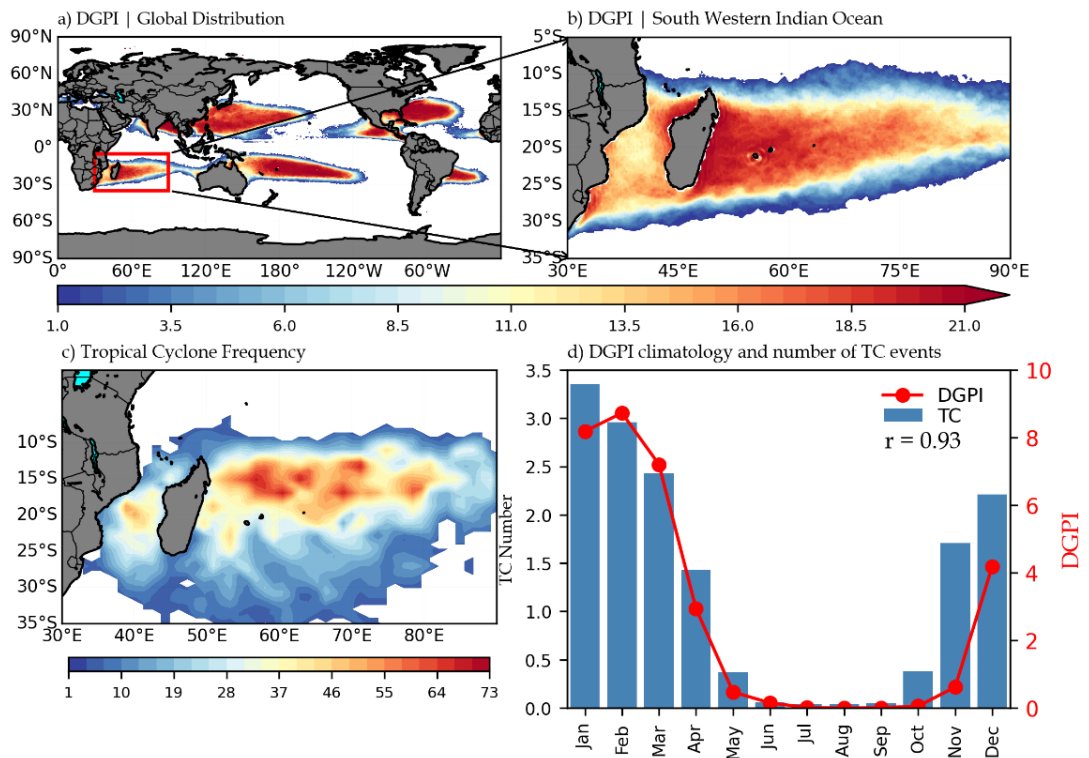 a) DGPI | Global Distribution
90°N
60°N
30°N
0°
30°S
60°S
90°S
0° 60°E 120°E 180° 120°W 60°W
b) DGPI | South Western Indian Ocean
5°S
10°S
15°S
20°S
25°S
30°S
35°S
30°E 45°E 60°E 75°E 90°E
1.0 3.5 6.0 8.5 11.0 13.5 16.0 18.5 21.0
c) Tropical Cyclone Frequency
10°S
15°S
20°S
25°S
30°S
35°S
30°E 40°E 50°E 60°E 70°E 80°E
1 10 19 28 37 46 55 64 73
d) DGPI climatology and number of TC events
TC Number
3.5
3.0
2.5
2.0
1.5
1.0
0.5
0.0
DGPI
TC
r = 0.93
10
8
6
4
2
0
DGPI
Jan Feb Mar Apr May Jun Jul Aug Sep Oct Nov Dec